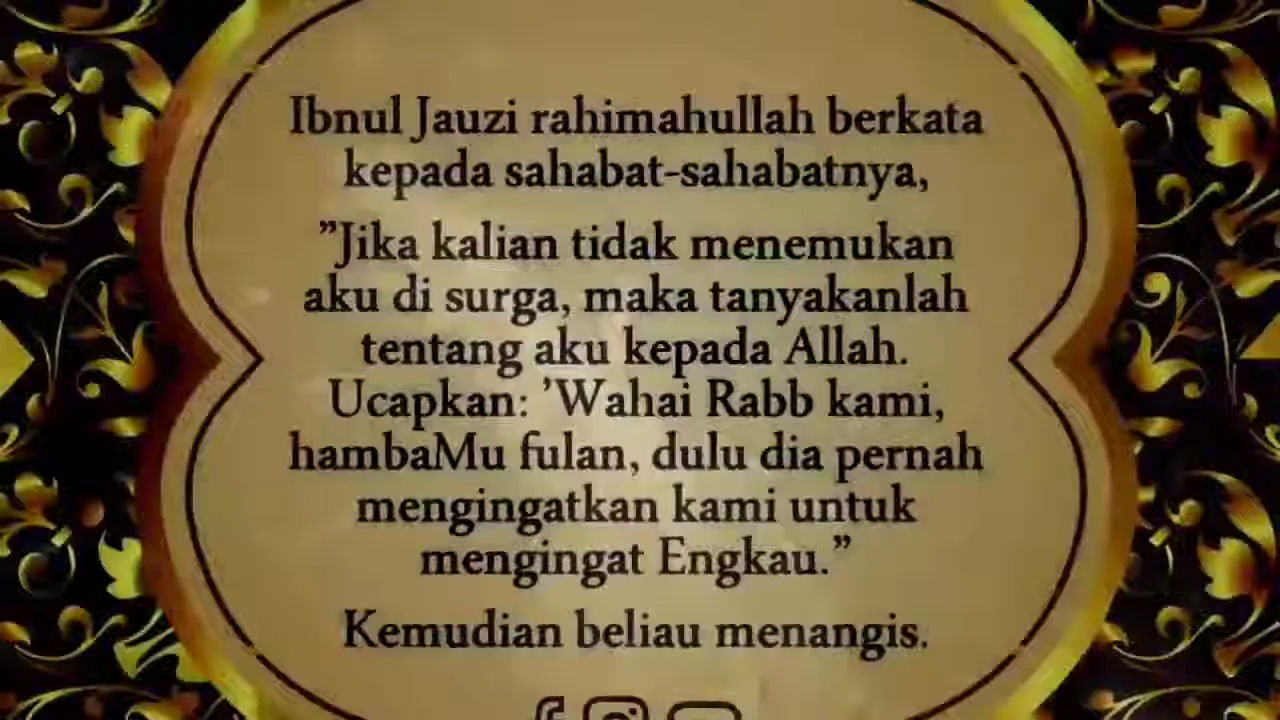 Ibnul Jauzi rahimahullah berkata
kepada sahabat-sahabatnya,
”Jika kalian tidak menemukan
aku di surga, maka tanyakanlah
tentang aku kepada Allah.
Ucapkan: ’Wahai Rabb kami,
hambaMu fulan, dulu dia pernah
mengingatkan kami untuk
mengingat Engkau.”
Kemudian beliau menangis.